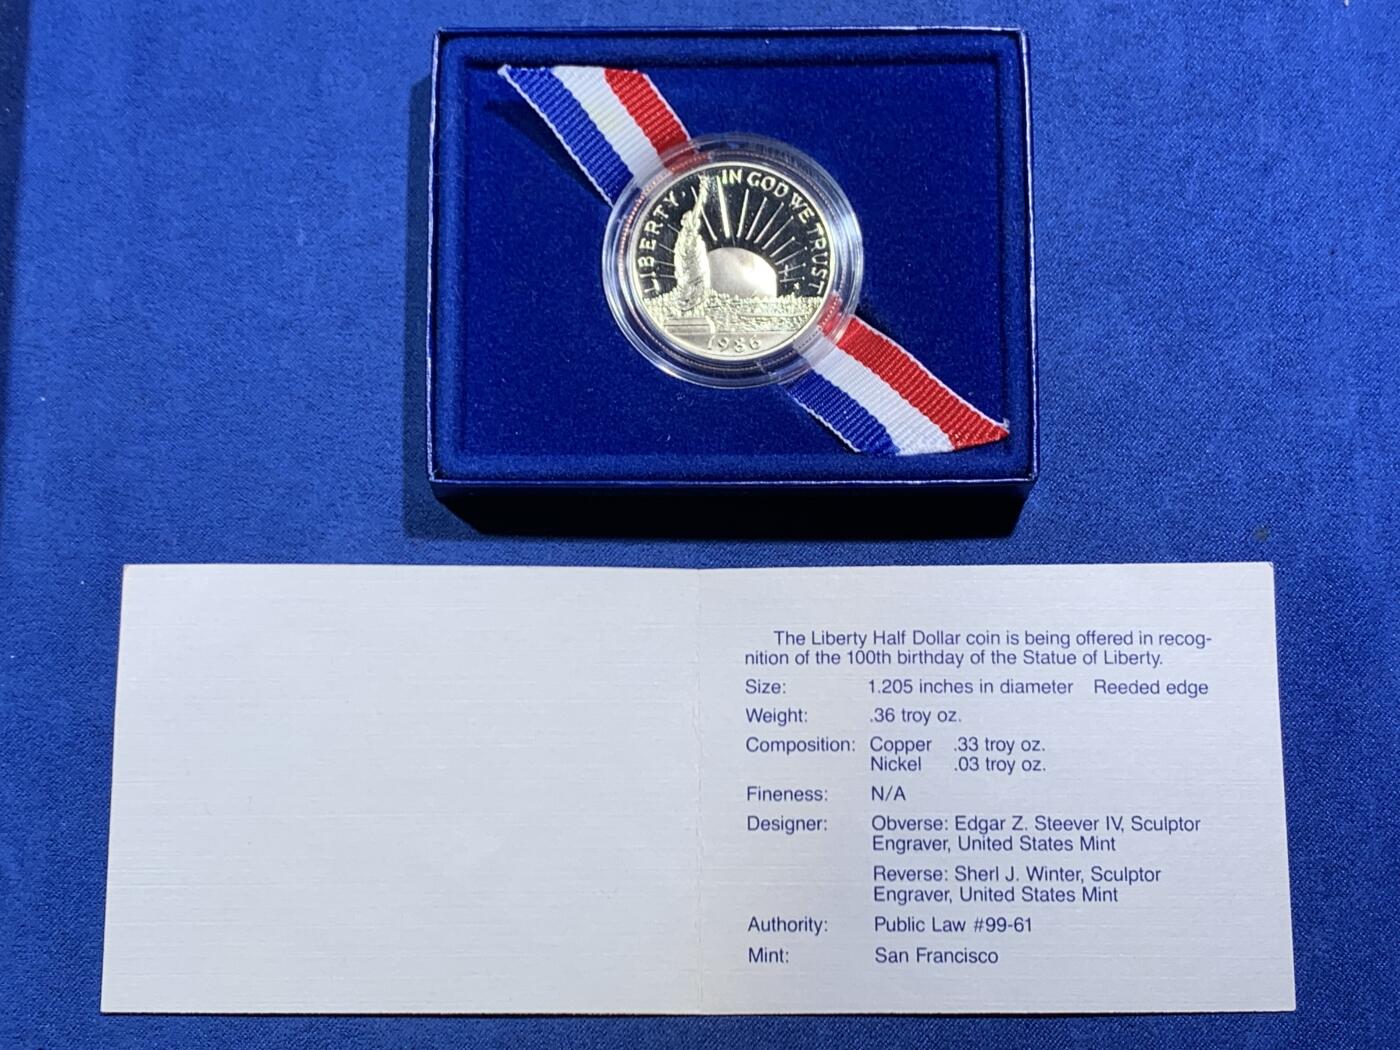 LIBERTY · IN GOD WE TRUST
1986
The Liberty Half Dollar coin is being offered in recog-
nition of the 100th birthday of the Statue of Liberty.
Size: 1.205 inches in diameter Reeded edge
Weight: .36 troy oz.
Composition: Copper .33 troy oz.
Nickel .03 troy oz.
Fineness: N/A
Designer: Obverse: Edgar Z. Steever IV, Sculptor
Engraver, United States Mint
Reverse: Sherl J. Winter, Sculptor
Engraver, United States Mint
Authority: Public Law #99-61
Mint: San Francisco